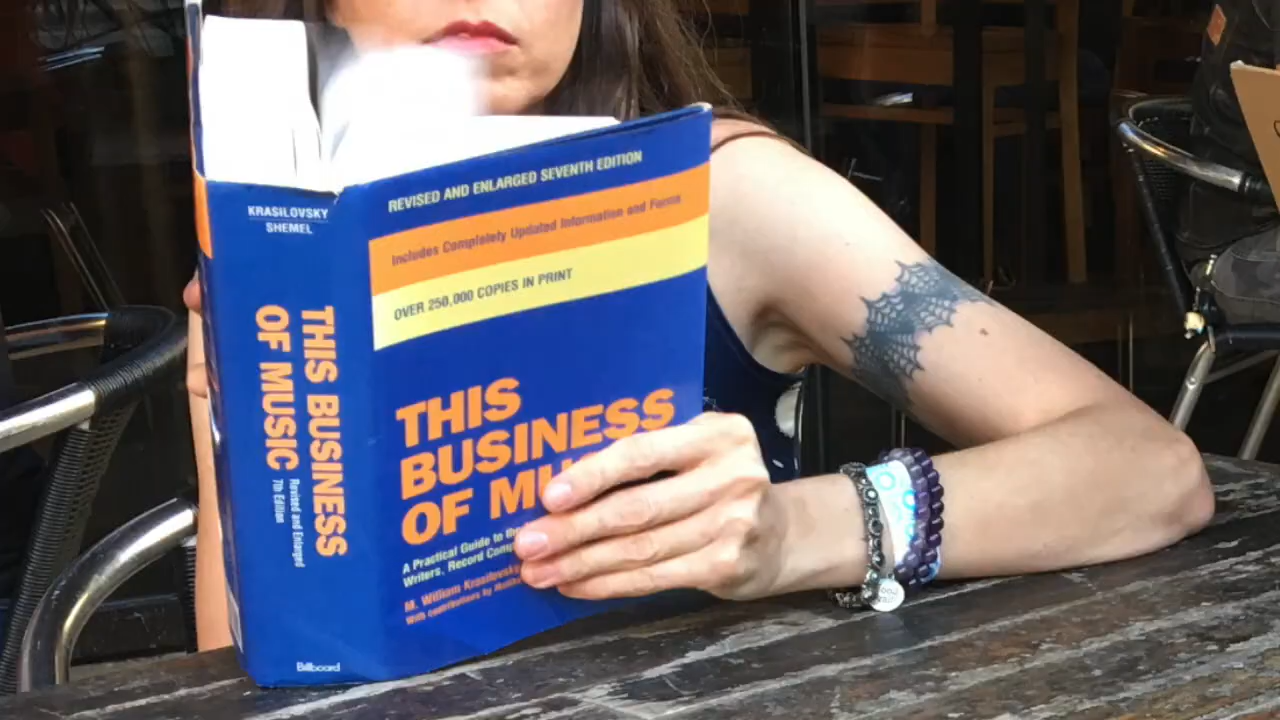 KRASILOVSKY
SHEMEL
THIS BUSINESS
OF MUSIC
Revised and Enlarged
7th Edition
Billboard
REVISED AND ENLARGED SEVENTH EDITION
Includes Completely Updated Information and Forms
OVER 250,000 COPIES IN PRINT
THIS
BUSINESS
OF MU
A Practical Guide to the
Writers, Record Comp
M. William Krasilovsky
With contributions by